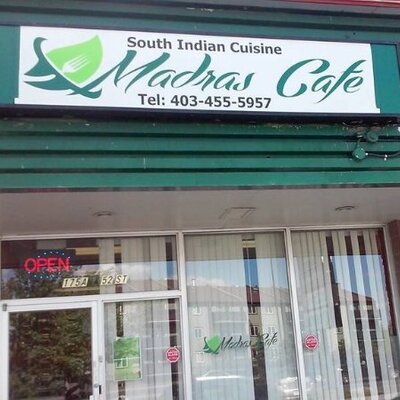 South Indian Cuisine
Madras Cafe
Tel: 403-455-5957
OPEN
175A 52 ST
Madras Cafe